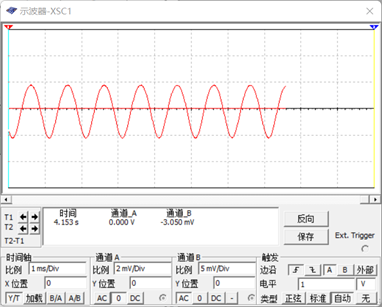 示波器-XSC1
1
2
T1
T2
T2-T1
时间 通道_A 通道_B
4.153 s 0.000 V -3.050 mV
反向
保存
Ext. Trigger
时间轴
比例 1 ms/Div
X 位置 0
Y/T 加载 B/A A/B
通道 A
比例 2 mV/Div
Y 位置 0
AC 0 DC
通道 B
比例 5 mV/Div
Y 位置 0
AC 0 DC -
触发
边沿 A B 外部
电平 1 V
类型 正弦 标准 自动 无